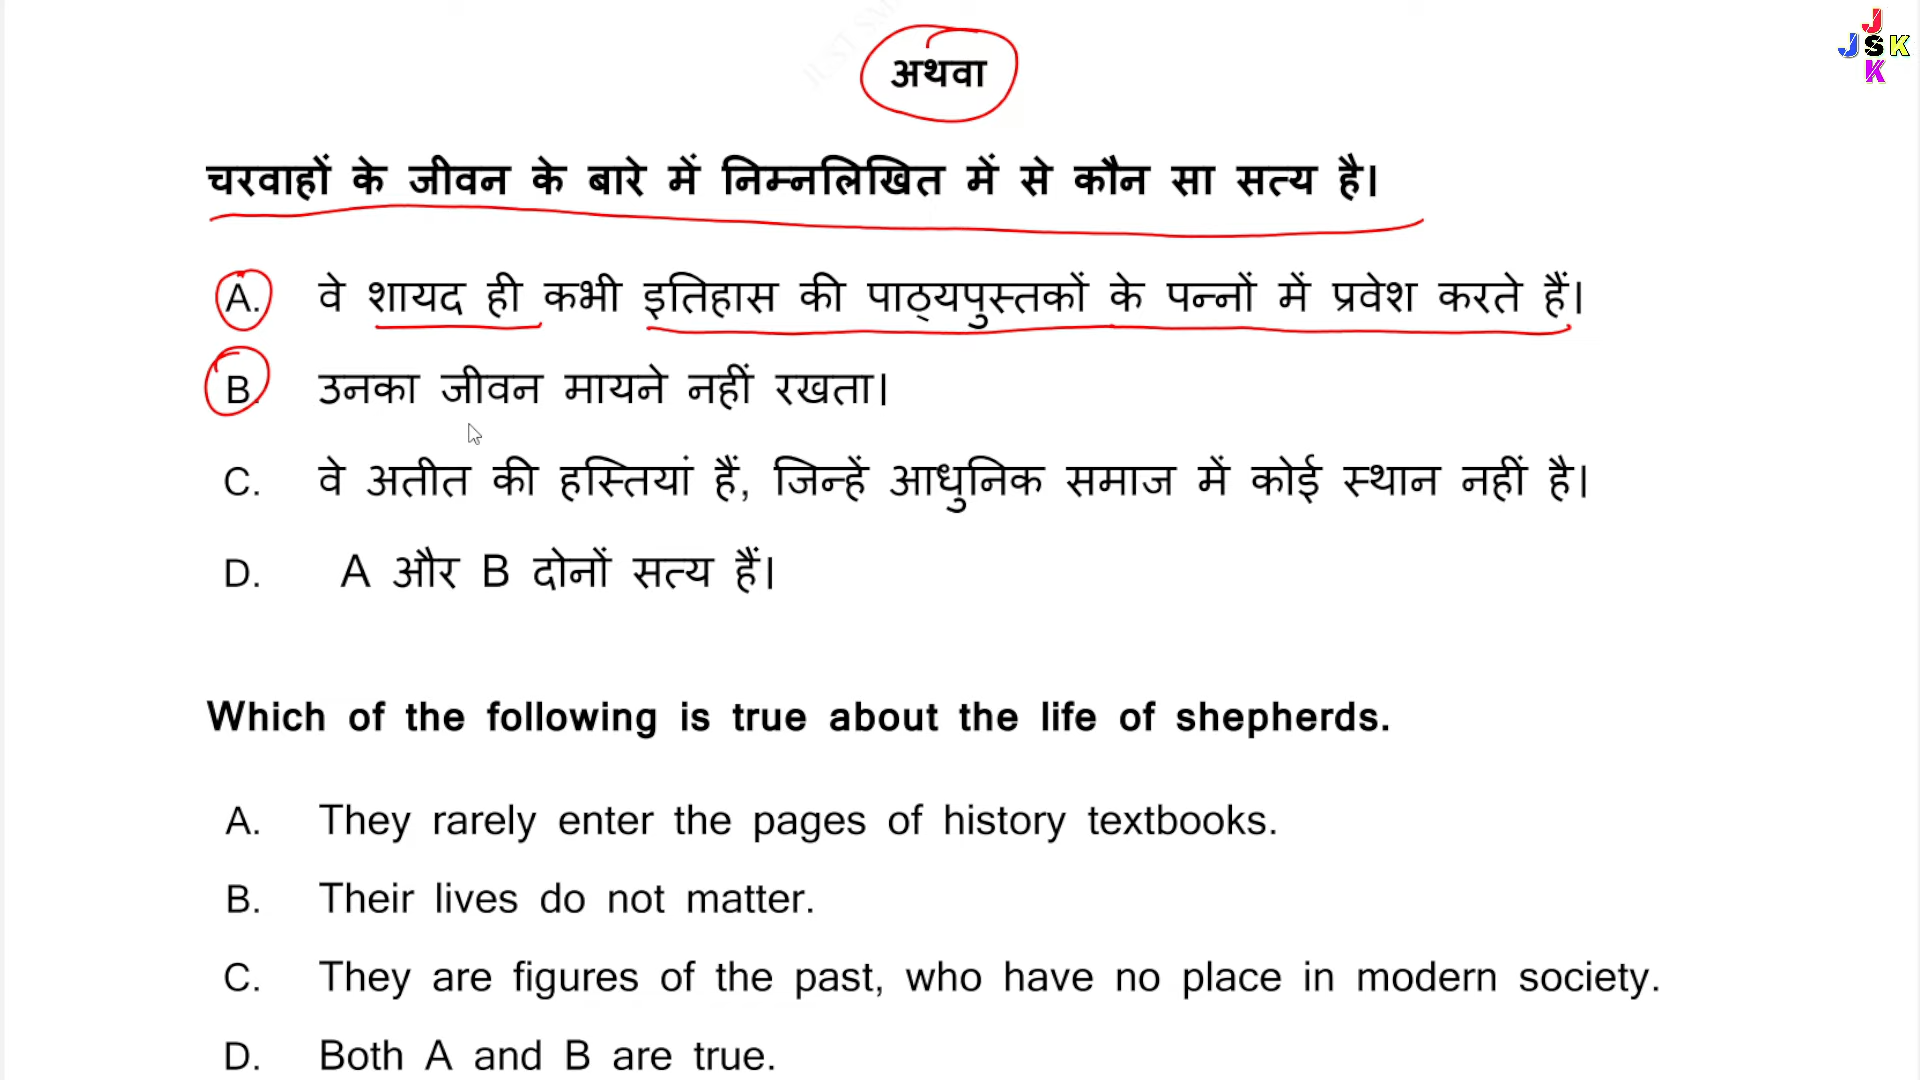 J
JSK
K
अथवा
चरवाहों के जीवन के बारे में निम्नलिखित में से कौन सा सत्य है।
A. वे शायद ही कभी इतिहास की पाठ्यपुस्तकों के पन्नों में प्रवेश करते हैं।
B. उनका जीवन मायने नहीं रखता।
C. वे अतीत की हस्तियां हैं, जिन्हें आधुनिक समाज में कोई स्थान नहीं है।
D. A और B दोनों सत्य हैं।
Which of the following is true about the life of shepherds.
A. They rarely enter the pages of history textbooks.
B. Their lives do not matter.
C. They are figures of the past, who have no place in modern society.
D. Both A and B are true.